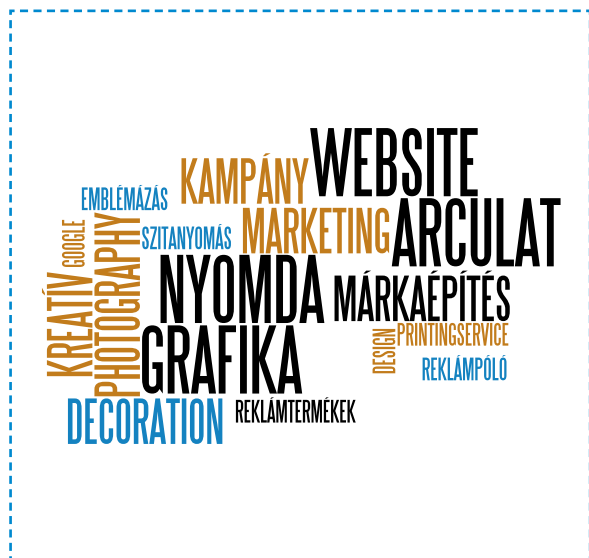 WEBSITE
KAMPÁNY
EMBLÉMÁZÁS
ARCULAT
MARKETING
SZITANYOMÁS
GOOGLE
PHOTOGRAPHY
KREATÍV
NYOMDA
MÁRKAÉPÍTÉS
PRINTINGSERVICE
DESIGN
GRAFIKA
REKLÁMPÓLÓ
DECORATION
REKLÁMTERMÉKEK